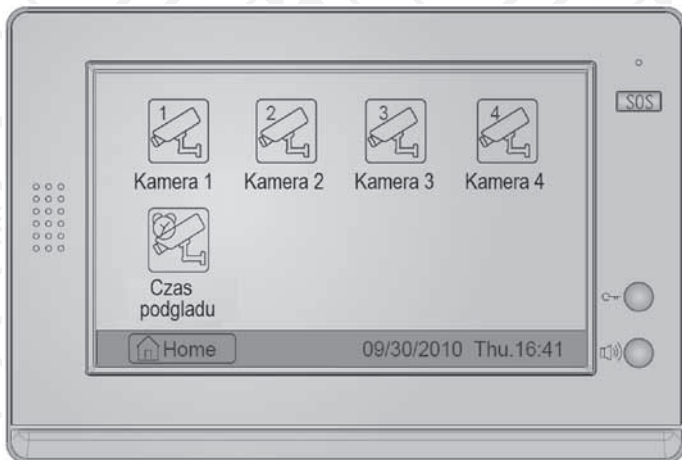 SOS
1 2 3 4
Kamera 1 Kamera 2 Kamera 3 Kamera 4
Czas
podgladu
Home 09/30/2010 Thu.16:41